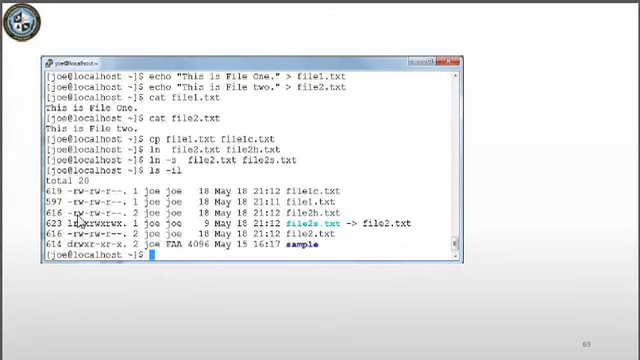 joe@localhost:~
[joe@localhost ~]$ echo "This is File One." > file1.txt
[joe@localhost ~]$ echo "This is File two." > file2.txt
[joe@localhost ~]$ cat file1.txt
This is File One.
[joe@localhost ~]$ cat file2.txt
This is File two.
[joe@localhost ~]$ cp file1.txt file1c.txt
[joe@localhost ~]$ ln  file2.txt file2h.txt
[joe@localhost ~]$ ln -s  file2.txt file2s.txt
[joe@localhost ~]$ ls -il
total 20
619 -rw-rw-r--. 1 joe joe   18 May 18 21:12 file1c.txt
597 -rw-rw-r--. 1 joe joe   18 May 18 21:12 file1.txt
616 -rw-rw-r--. 2 joe joe   18 May 18 21:12 file2h.txt
623 lrwxrwxrwx. 1 joe joe    9 May 18 21:12 file2s.txt -> file2.txt
616 -rw-rw-r--. 2 joe joe   18 May 18 21:12 file2.txt
614 drwxr-xr-x. 2 joe FAA 4096 May 15 16:17 sample
[joe@localhost ~]$